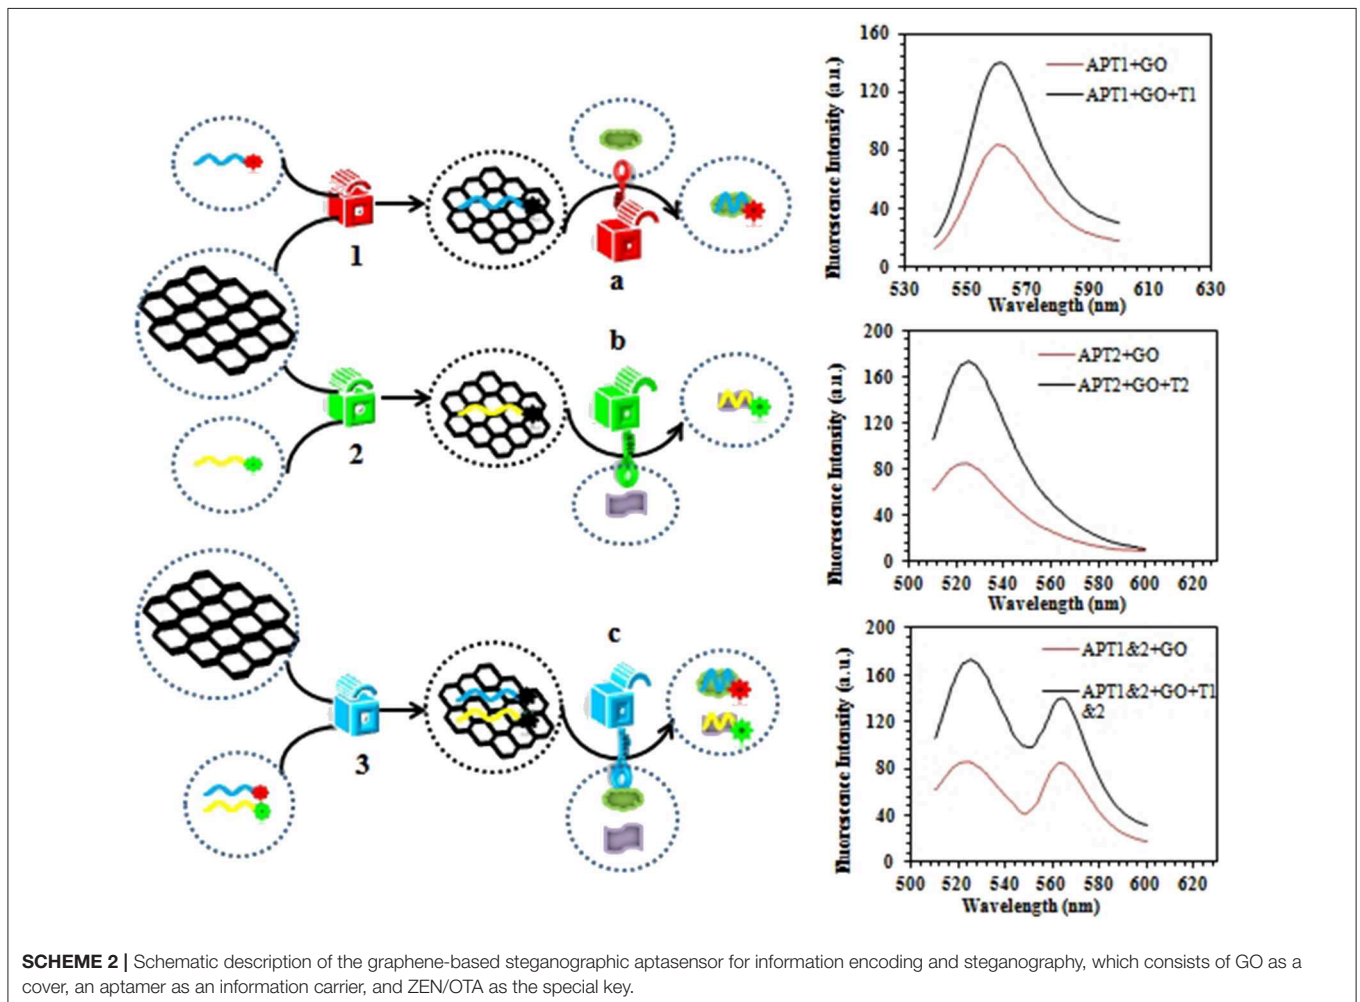 1
a
b
2
c
3
160
120
80
40
0
530 550 570 590 610 630
Fluorescence Intensity (a.u.)
Wavelength (nm)
APT1+GO
APT1+GO+T1
200
160
120
80
40
0
500 520 540 560 580 600 620
Fluorescence Intensity (a.u.)
Wavelength (nm)
APT2+GO
APT2+GO+T2
200
160
120
80
40
0
500 520 540 560 580 600 620
Fluorescence Intensity (a.u.)
Wavelength (nm)
APT1&2+GO
APT1&2+GO+T1
&2
SCHEME 2 | Schematic description of the graphene-based steganographic aptasensor for information encoding and steganography, which consists of GO as a
cover, an aptamer as an information carrier, and ZEN/OTA as the special key.